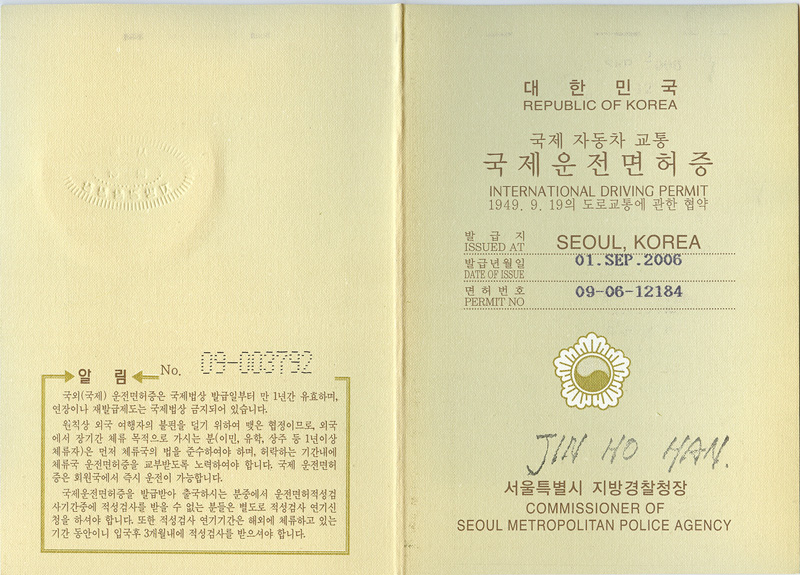 알 림
No. 09-003792
국외(국제) 운전면허증은 국제법상 발급일부터 만 1년간 유효하며,
연장이나 재발급제도는 국제법상 금지되어 있습니다.
원칙상 외국 여행자의 불편을 덜기 위하여 맺은 협정이므로, 외국
에서 장기간 체류 목적으로 가시는 분(이민, 유학, 상주 등 1년이상
체류자)은 먼저 체류국의 법을 준수하여야 하며, 허락하는 기간내에
체류국 운전면허증을 교부받도록 노력하여야 합니다. 국제 운전면허
증은 회원국에서 즉시 운전이 가능합니다.
국제운전면허증을 발급받아 출국하시는 분중에서 운전면허적성검
사기간중에 적성검사를 받을 수 없는 분들은 별도로 적성검사 연기신
청을 하셔야 합니다. 또한 적성검사 연기기간은 해외에 체류하고 있는
기간 동안이니 입국후 3개월내에 적성검사를 받으셔야 합니다.
대 한 민 국
REPUBLIC OF KOREA
국제 자동차 교통
국제운전면허증
INTERNATIONAL DRIVING PERMIT
1949. 9. 19의 도로교통에 관한 협약
발 급 지
ISSUED AT SEOUL, KOREA
발급년월일
DATE OF ISSUE 01.SEP.2006
면 허 번 호
PERMIT NO 09-06-12184
JIN HO HAN.
서울특별시 지방경찰청장
COMMISSIONER OF
SEOUL METROPOLITAN POLICE AGENCY